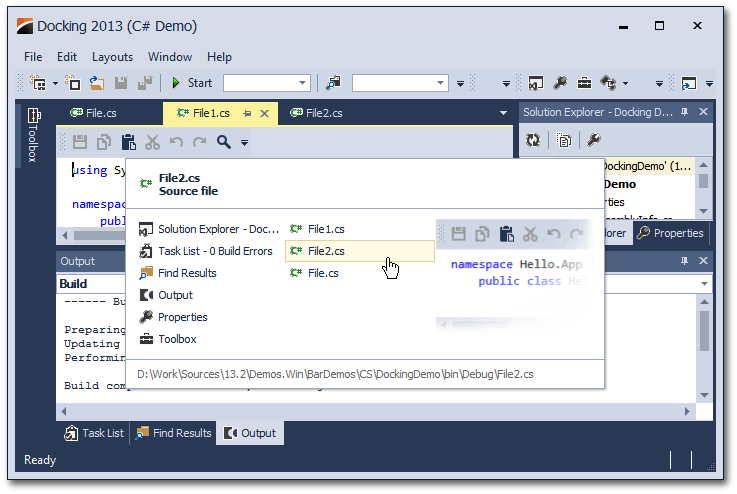 Docking 2013 (C# Demo)
File Edit Layouts Window Help
Start
File.cs File1.cs File2.cs
Solution Explorer - Docking D...
Toolbox
using Sy
namespac
pub
DockingDemo' (1...
Demo
rties
Properties
File2.cs
Source file
Solution Explorer - Doc...
Task List - 0 Build Errors
Find Results
Output
Properties
Toolbox
File1.cs
File2.cs
File.cs
namespace Hello.App
public class Hel
D:\Work\Sources\13.2\Demos.Win\BarDemos\CS\DockingDemo\bin\Debug\File2.cs
Output
Build
------ Bu
Preparing
Updating
Performin
Build comp
Task List Find Results Output
Ready